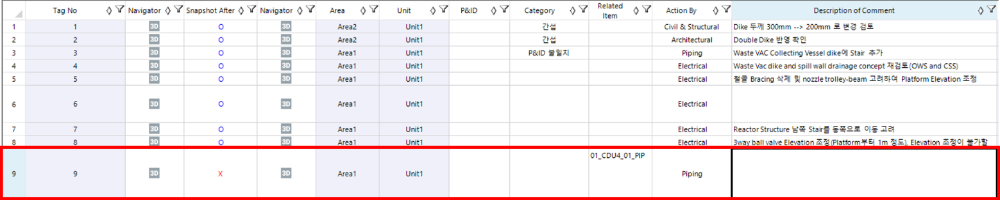 Tag No Navigator Snapshot After Navigator Area Unit P&ID Category Related Item Action By Description of Comment
1 1 3D O 3D Area2 Unit1 간섭 Civil & Structural Dike 두께 300mm --> 200mm 로 변경 검토
2 2 3D O 3D Area2 Unit1 간섭 Architectural Double Dike 반영 확인
3 3 3D O 3D Area1 Unit1 P&ID 불일치 Piping Waste VAC Collecting Vessel dike에 Stair 추가
4 4 3D O 3D Area1 Unit1 Electrical Waste Vac dike and spill wall drainage concept 재검토(OWS and CSS)
5 5 3D O 3D Area1 Unit1 Electrical 철골 Bracing 삭제 및 nozzle trolley-beam 고려하여 Platform Elevation 조정
6 6 3D O 3D Area1 Unit1 Electrical
7 7 3D O 3D Area1 Unit1 Electrical Reactor Structure 남쪽 Stair를 동쪽으로 이동 고려
8 8 3D O 3D Area1 Unit1 Electrical 3way ball valve Elevation 조정(Platform부터 1m 정도), Elevation 조정이 불가할
9 9 3D X 3D Area1 Unit1 01_CDU4_01_PIP Piping